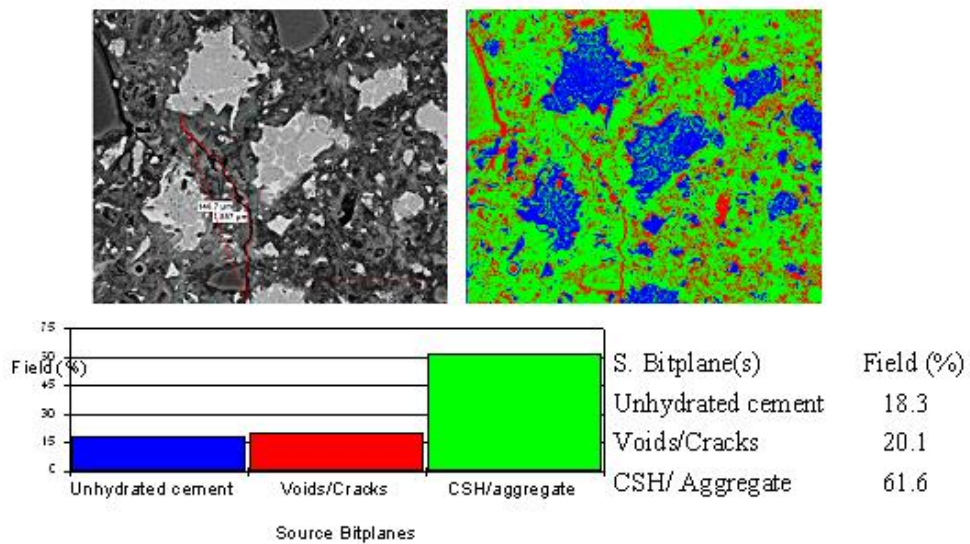 75
60
Field (%)
45
30
15
0
Unhydrated cement
Voids/Cracks
CSH/aggregate
Source Bitplanes
S. Bitplane(s) Field (%)
Unhydrated cement 18.3
Voids/Cracks 20.1
CSH/ Aggregate 61.6